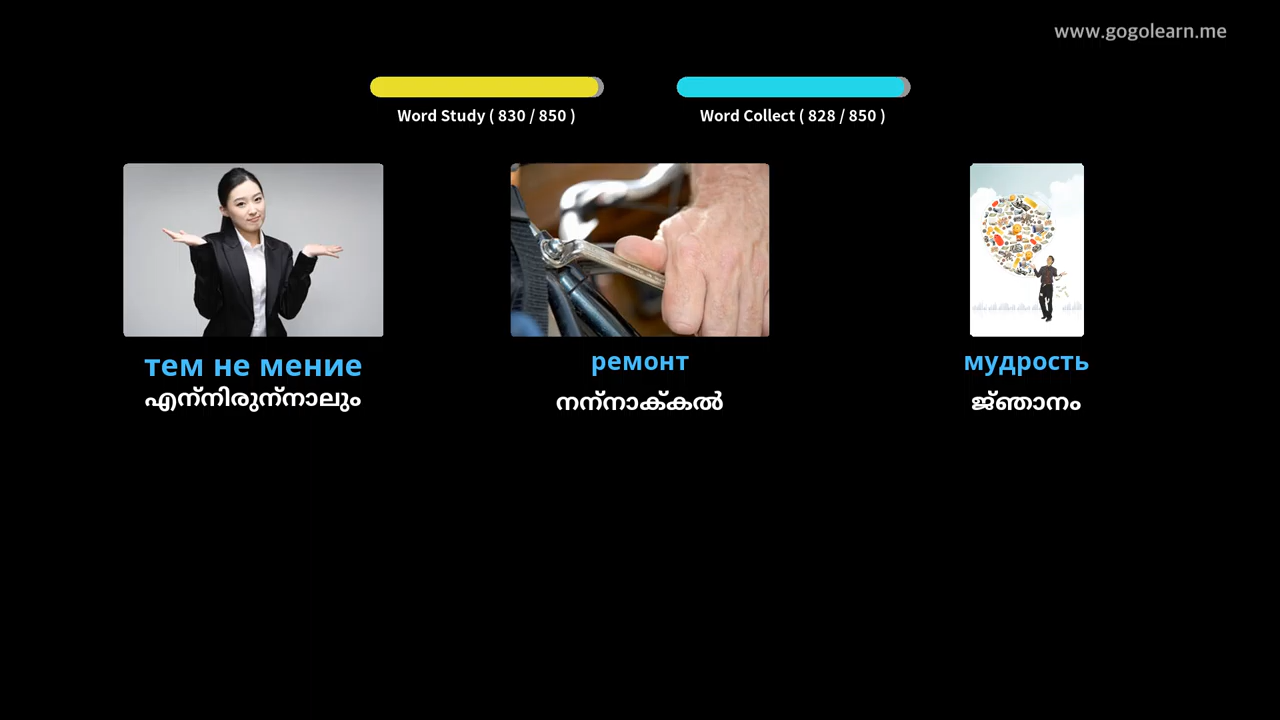 www.gogolearn.me
Word Study ( 830 / 850 )
Word Collect ( 828 / 850 )
тем не мение
എന്നിരുന്നാലും
ремонт
നന്നാക്കൽ
мудрость
ജ്ഞാനം